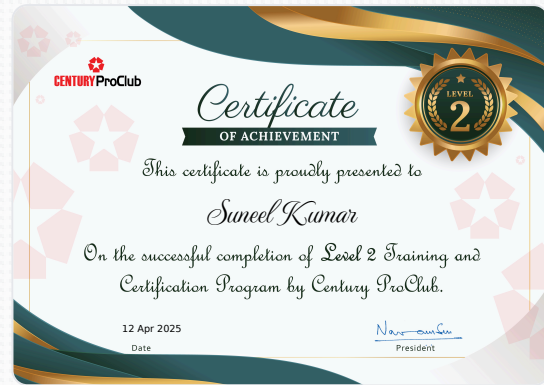 CENTURY ProClub
Certificate
OF ACHIEVEMENT
LEVEL
2
This certificate is proudly presented to
Suneel Kumar
On the successful completion of Level 2 Training and
Certification Program by Century ProClub.
12 Apr 2025
Date
President